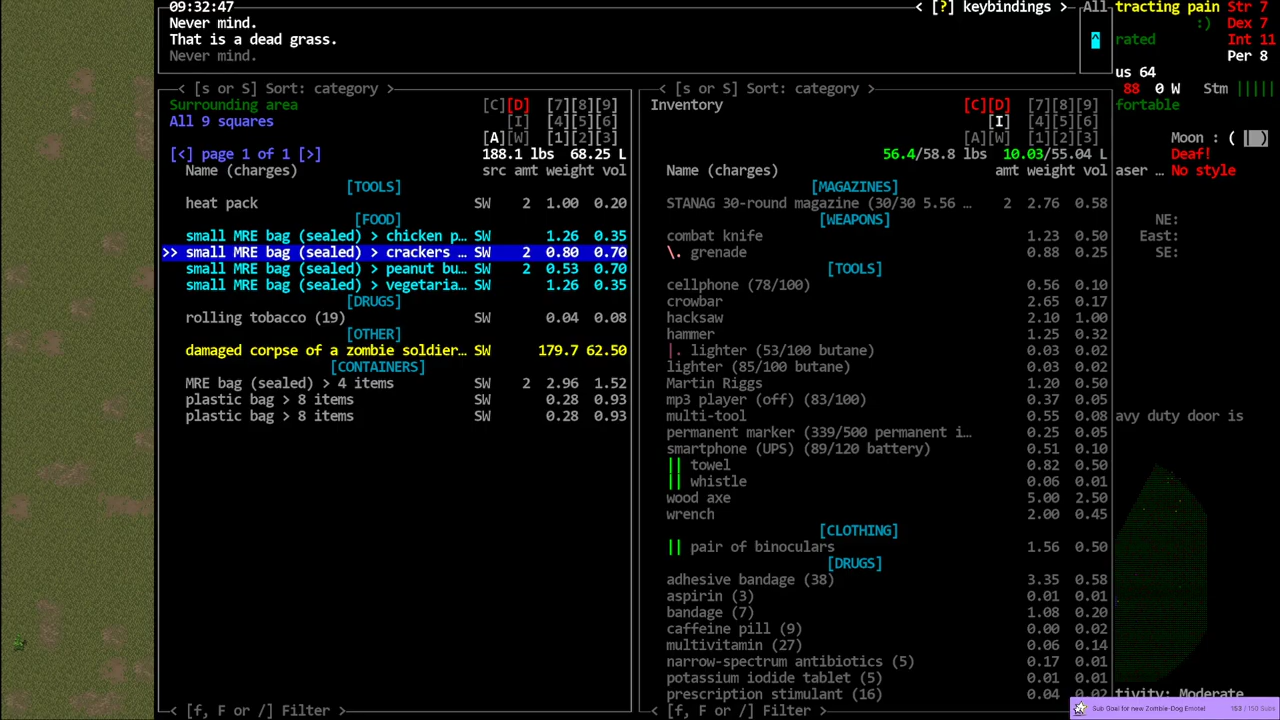 09:32:47
Never mind.
That is a dead grass.
Never mind.
< [?] keybindings >
All
tracting pain Str 7
:) Dex 7
rated Int 11
Per 8
us 64
88 0 W Stm |||||
fortable
Moon : ( | )
Deaf!
aser … No style
NE:
East:
SE:
avy duty door is
tivity: Moderate
< [s or S] Sort: category >
Surrounding area [C][D] [7][8][9]
All 9 squares [I] [4][5][6]
[A][W] [1][2][3]
[<] page 1 of 1 [>] 188.1 lbs 68.25 L
Name (charges) src amt weight vol
[TOOLS]
heat pack SW 2 1.00 0.20
[FOOD]
small MRE bag (sealed) > chicken p… SW 1.26 0.35
>> small MRE bag (sealed) > crackers … SW 2 0.80 0.70
small MRE bag (sealed) > peanut bu… SW 2 0.53 0.70
small MRE bag (sealed) > vegetaria… SW 1.26 0.35
[DRUGS]
rolling tobacco (19) SW 0.04 0.08
[OTHER]
damaged corpse of a zombie soldier… SW 179.7 62.50
[CONTAINERS]
MRE bag (sealed) > 4 items SW 2 2.96 1.52
plastic bag > 8 items SW 0.28 0.93
plastic bag > 8 items SW 0.28 0.93
< [f, F or /] Filter >
< [s or S] Sort: category >
Inventory [C][D] [7][8][9]
[I] [4][5][6]
[A][W] [1][2][3]
56.4/58.8 lbs 10.03/55.04 L
Name (charges) amt weight vol
[MAGAZINES]
STANAG 30-round magazine (30/30 5.56 … 2 2.76 0.58
[WEAPONS]
combat knife 1.23 0.50
\. grenade 0.88 0.25
[TOOLS]
cellphone (78/100) 0.56 0.10
crowbar 2.65 0.17
hacksaw 2.10 1.00
hammer 1.25 0.32
|. lighter (53/100 butane) 0.03 0.02
lighter (85/100 butane) 0.03 0.02
Martin Riggs 1.20 0.50
mp3 player (off) (83/100) 0.37 0.05
multi-tool 0.55 0.08
permanent marker (339/500 permanent i… 0.25 0.05
smartphone (UPS) (89/120 battery) 0.51 0.10
|| towel 0.82 0.50
|| whistle 0.06 0.01
wood axe 5.00 2.50
wrench 2.00 0.45
[CLOTHING]
|| pair of binoculars 1.56 0.50
[DRUGS]
adhesive bandage (38) 3.35 0.58
aspirin (3) 0.01 0.01
bandage (7) 1.08 0.20
caffeine pill (9) 0.00 0.02
multivitamin (27) 0.06 0.14
narrow-spectrum antibiotics (5) 0.17 0.01
potassium iodide tablet (5) 0.01 0.01
prescription stimulant (16) 0.04 0.02
< [f, F or /] Filter >
Sub Goal for new Zombie-Dog Emote! 153 / 150 Subs